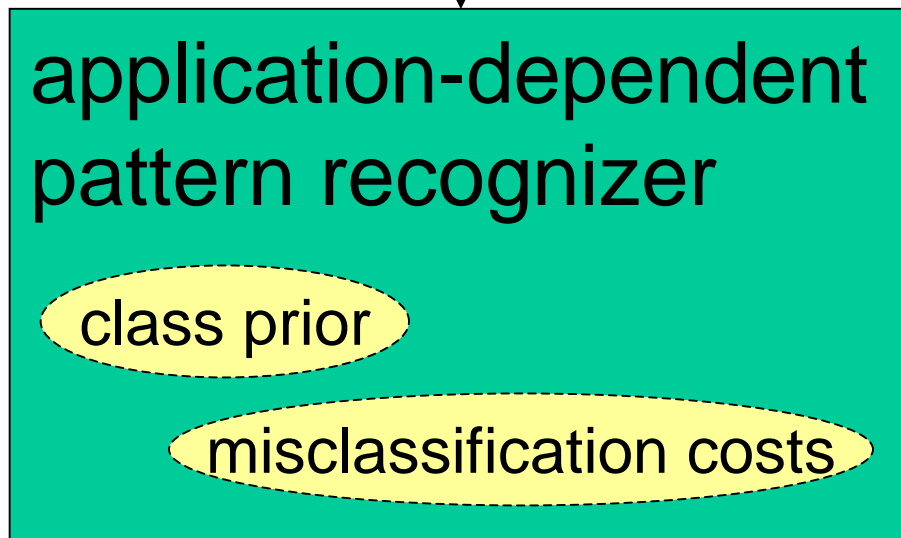 application-dependent
pattern recognizer
class prior
misclassification costs